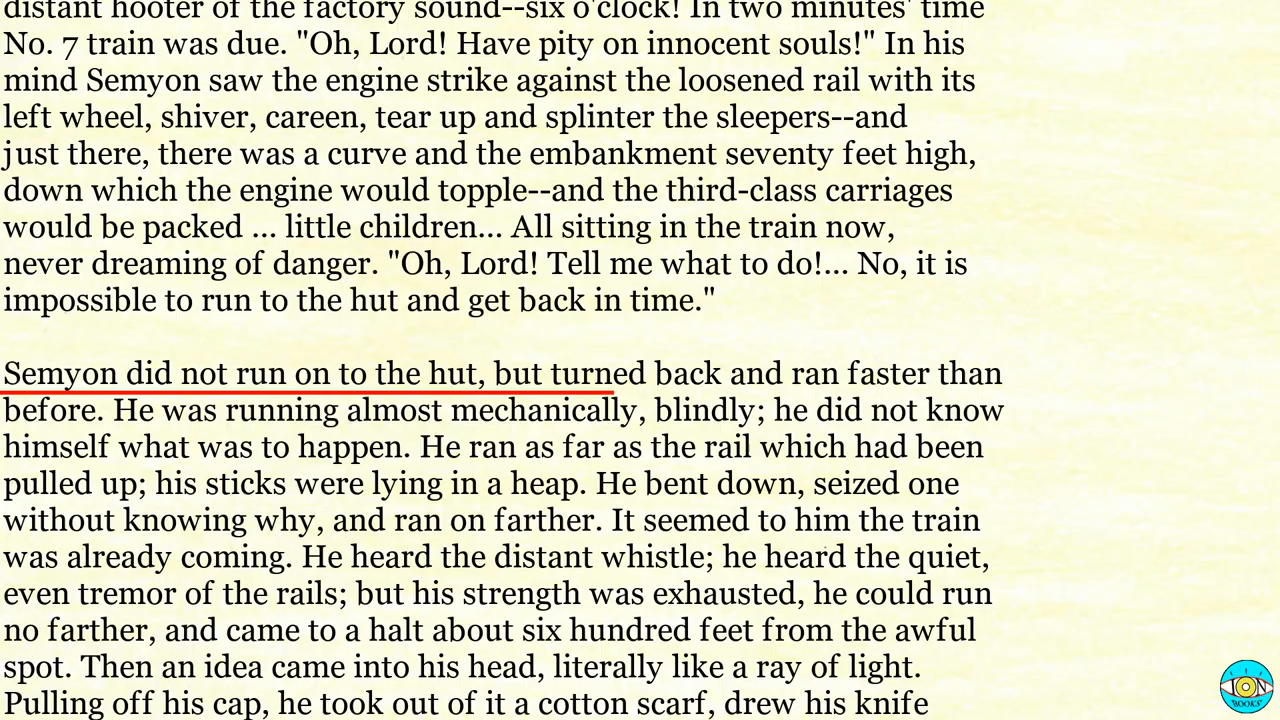 distant hooter of the factory sound--six o'clock! In two minutes' time
No. 7 train was due. "Oh, Lord! Have pity on innocent souls!" In his
mind Semyon saw the engine strike against the loosened rail with its
left wheel, shiver, careen, tear up and splinter the sleepers--and
just there, there was a curve and the embankment seventy feet high,
down which the engine would topple--and the third-class carriages
would be packed ... little children... All sitting in the train now,
never dreaming of danger. "Oh, Lord! Tell me what to do!... No, it is
impossible to run to the hut and get back in time."
Semyon did not run on to the hut, but turned back and ran faster than
before. He was running almost mechanically, blindly; he did not know
himself what was to happen. He ran as far as the rail which had been
pulled up; his sticks were lying in a heap. He bent down, seized one
without knowing why, and ran on farther. It seemed to him the train
was already coming. He heard the distant whistle; he heard the quiet,
even tremor of the rails; but his strength was exhausted, he could run
no farther, and came to a halt about six hundred feet from the awful
spot. Then an idea came into his head, literally like a ray of light.
Pulling off his cap, he took out of it a cotton scarf, drew his knife
ION
BOOKS